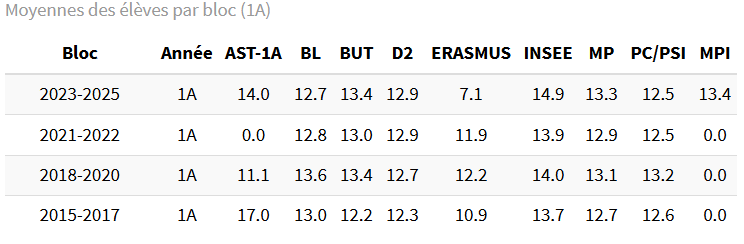 Moyennes des élèves par bloc (1A)
Bloc Année AST-1A BL BUT D2 ERASMUS INSEE MP PC/PSI MPI
2023-2025 1A 14.0 12.7 13.4 12.9 7.1 14.9 13.3 12.5 13.4
2021-2022 1A 0.0 12.8 13.0 12.9 11.9 13.9 12.9 12.5 0.0
2018-2020 1A 11.1 13.6 13.4 12.7 12.2 14.0 13.1 13.2 0.0
2015-2017 1A 17.0 13.0 12.2 12.3 10.9 13.7 12.7 12.6 0.0